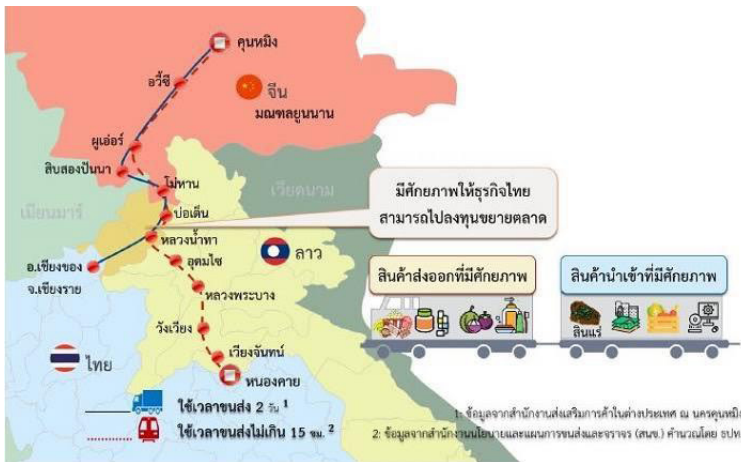 คุนหมิง
อวี้ซี
จีน
มณฑลยูนนาน
ผูเอ่อร์
สิบสองปันนา
โม่หาน
เวียดนาม
เมียนมาร์
บ่อเต็น
มีศักยภาพให้ธุรกิจไทย
สามารถไปลงทุนขยายตลาด
หลวงน้ำทา
ลาว
อ.เชียงของ
จ.เชียงราย
อุดมไซ
หลวงพระบาง
สินค้าส่งออกที่มีศักยภาพ
สินค้านำเข้าที่มีศักยภาพ
สินแร่
วังเวียง
ไทย
เวียงจันทน์
หนองคาย
ใช้เวลาขนส่ง 2 วัน 1
ใช้เวลาขนส่งไม่เกิน 15 ชม. 2
1: ข้อมูลจากสำนักงานส่งเสริมการค้าในต่างประเทศ ณ นครคุนหมิง
2: ข้อมูลจากสำนักงานนโยบายและแผนการขนส่งและจราจร (สนข.) คำนวณโดย ธปท